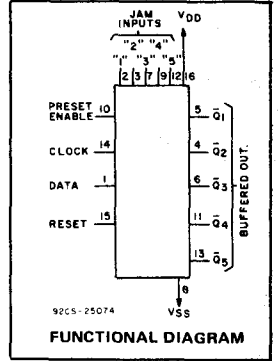 JAM
INPUTS VDD
"2" "4"
"1" "3" "5"
2 3 7 9 12 16
PRESET 10
ENABLE
5 Q̅1
CLOCK 14
4 Q̅2
DATA 1
6 Q̅3
RESET 15
11 Q̅4
13 Q̅5
BUFFERED OUT.
8
VSS
92CS-25074
FUNCTIONAL DIAGRAM